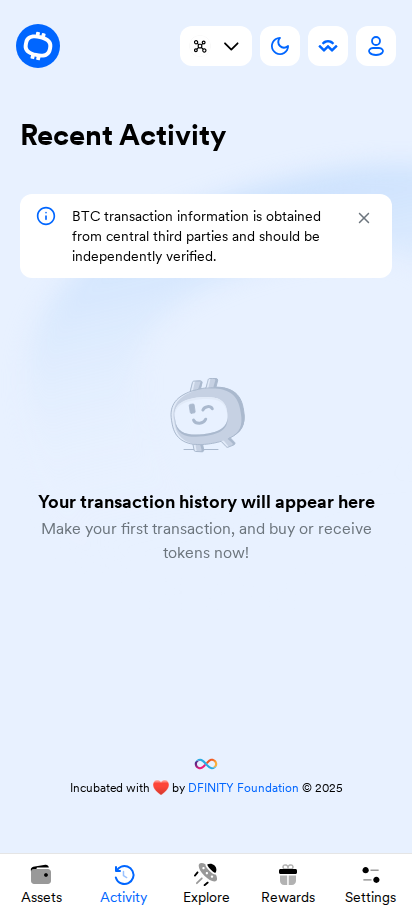 Recent Activity
BTC transaction information is obtained
from central third parties and should be
independently verified.
Your transaction history will appear here
Make your first transaction, and buy or receive
tokens now!
Incubated with ❤️ by DFINITY Foundation © 2025
Assets Activity Explore Rewards Settings